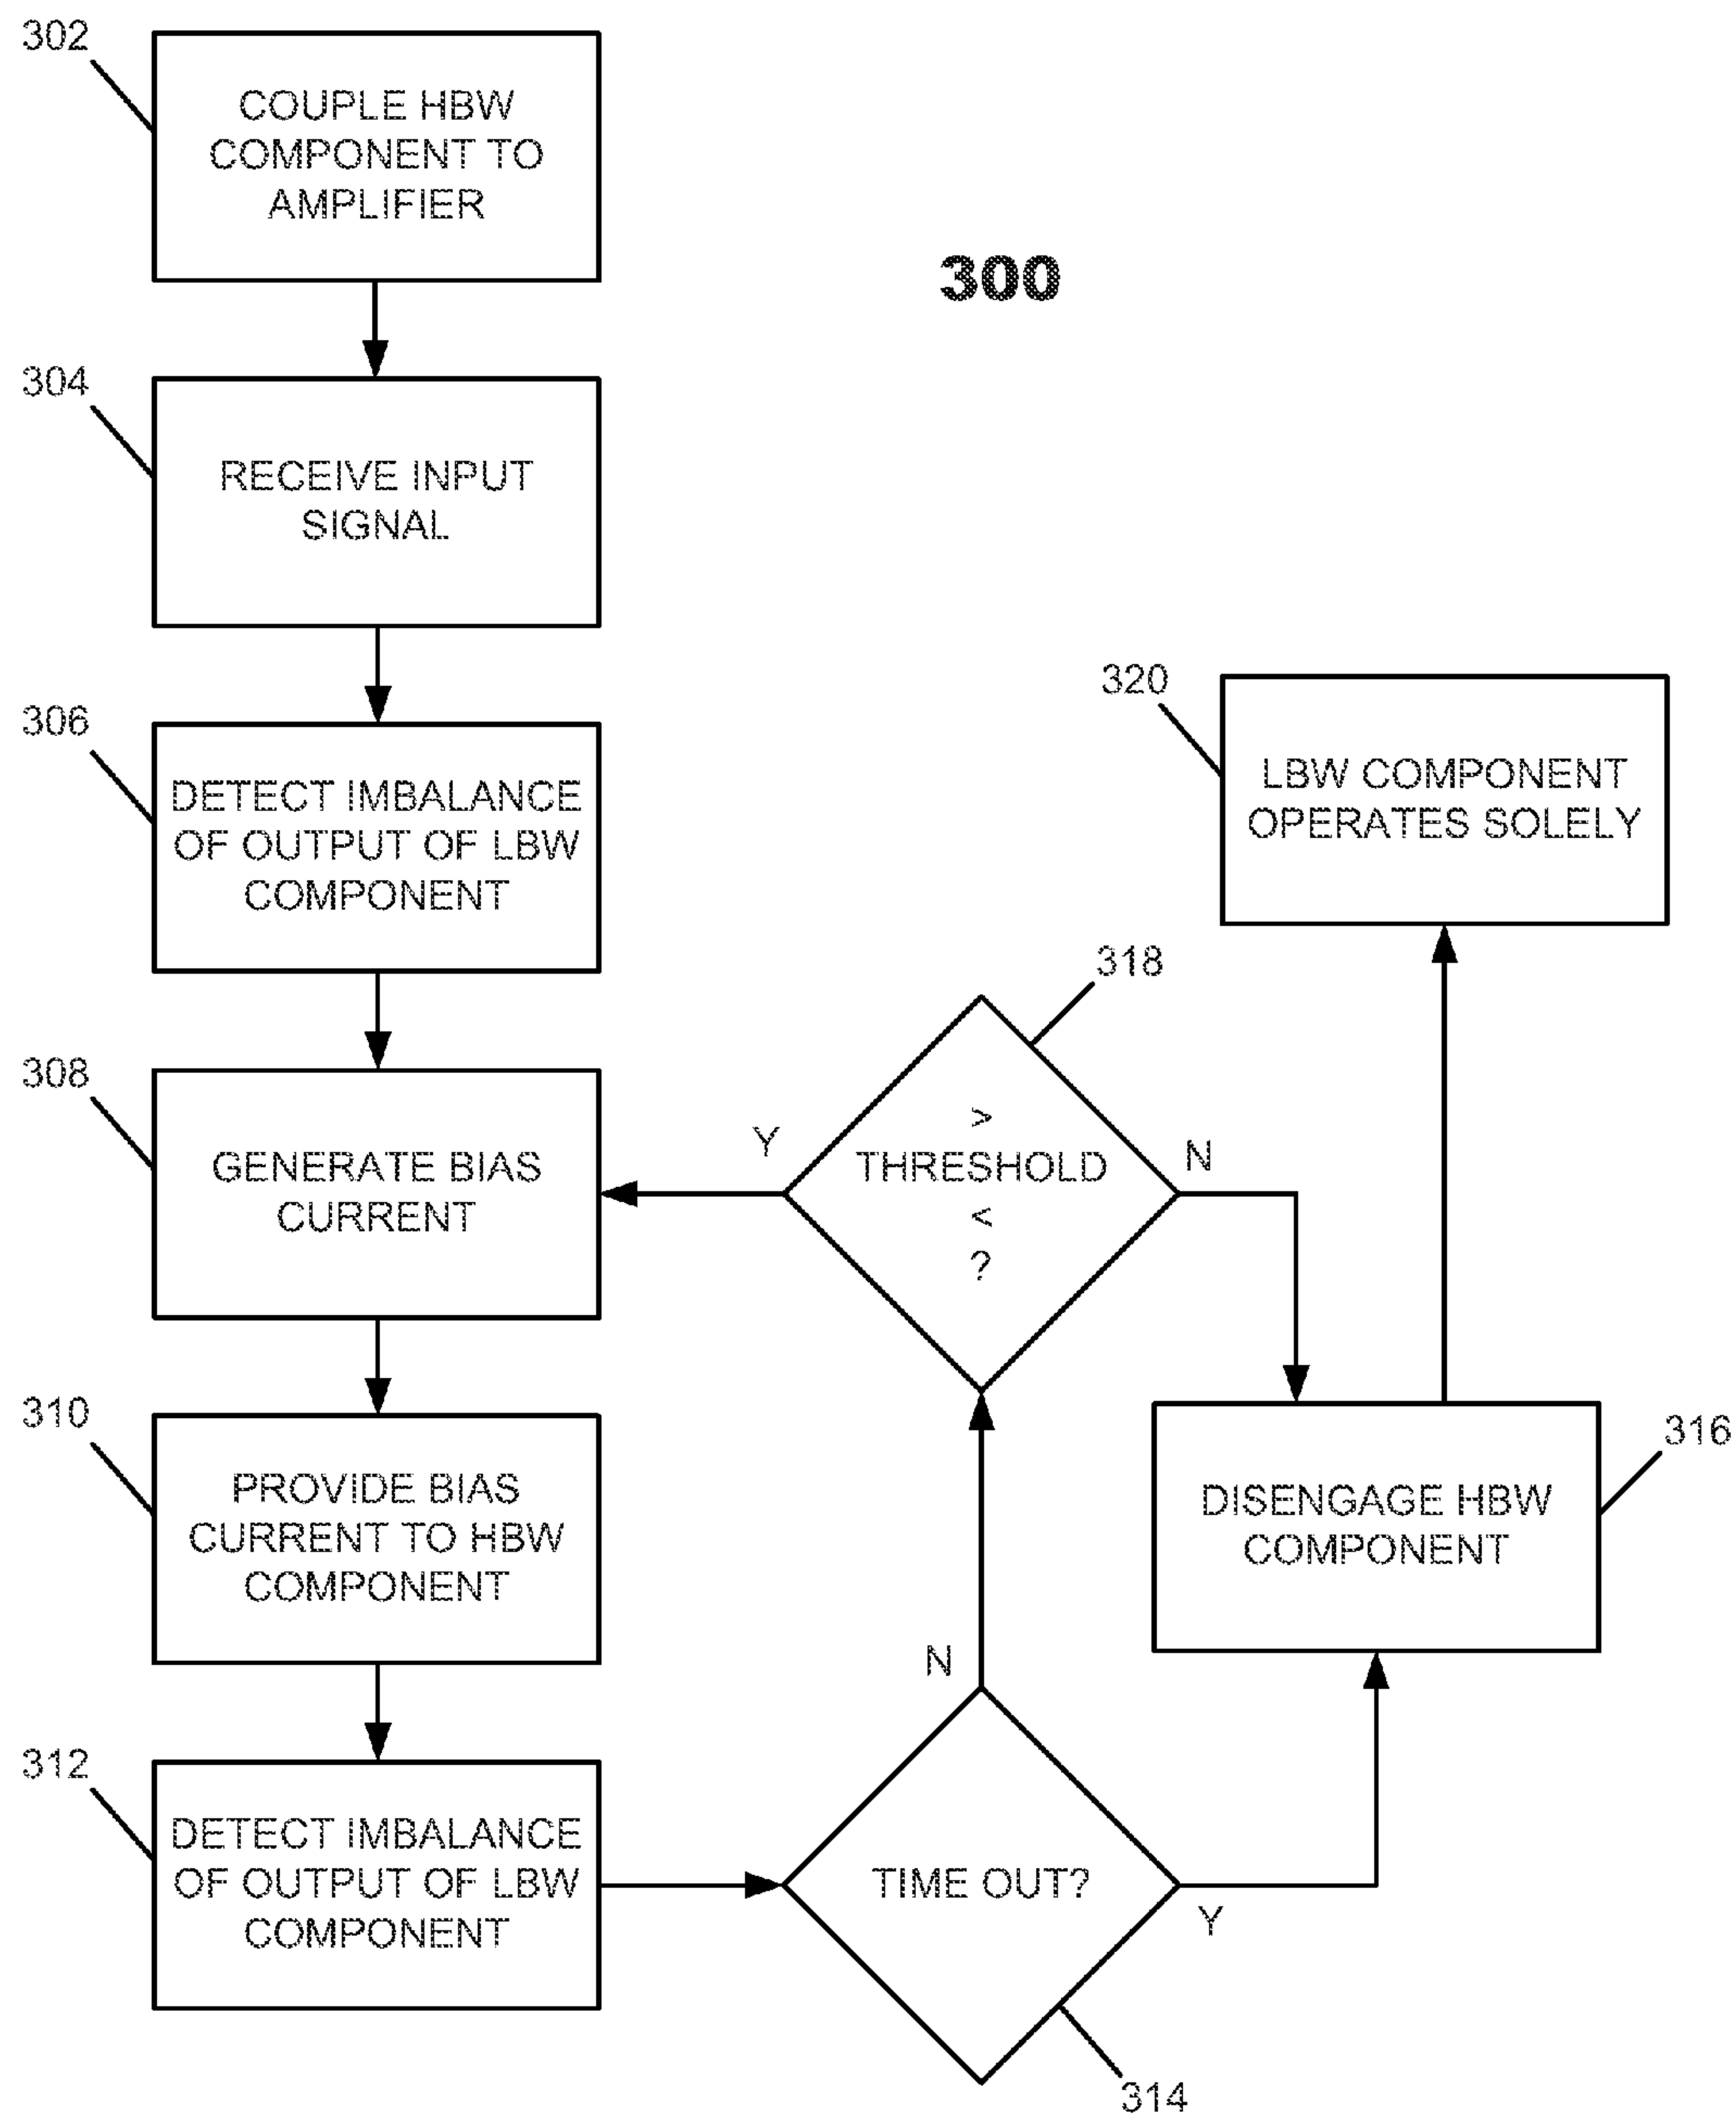 302
COUPLE HBW
COMPONENT TO
AMPLIFIER
300
304
RECEIVE INPUT
SIGNAL
306
DETECT IMBALANCE
OF OUTPUT OF LBW
COMPONENT
320
LBW COMPONENT
OPERATES SOLELY
318
308
GENERATE BIAS
CURRENT
Y
>
THRESHOLD
<
?
N
310
PROVIDE BIAS
CURRENT TO HBW
COMPONENT
316
DISENGAGE HBW
COMPONENT
N
312
DETECT IMBALANCE
OF OUTPUT OF LBW
COMPONENT
TIME OUT?
Y
314